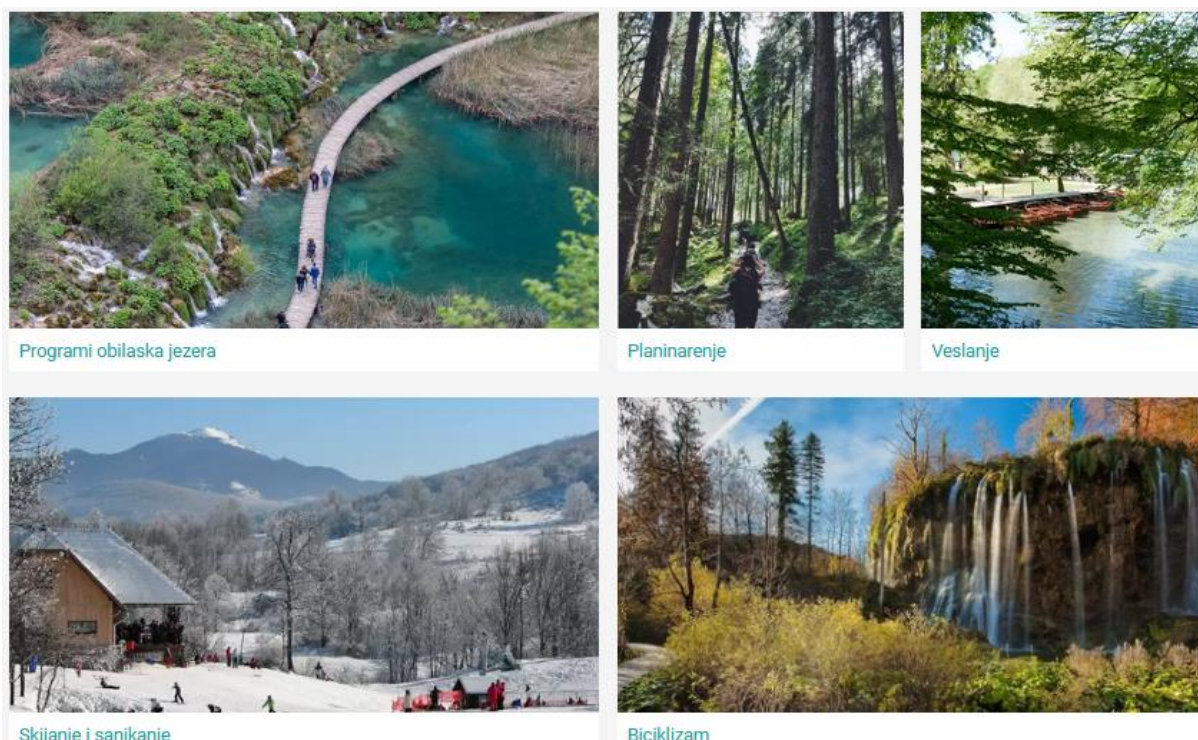 Programi obilaska jezera
Planinarenje
Veslanje
Skijanje i sanjkanje
Biciklizam